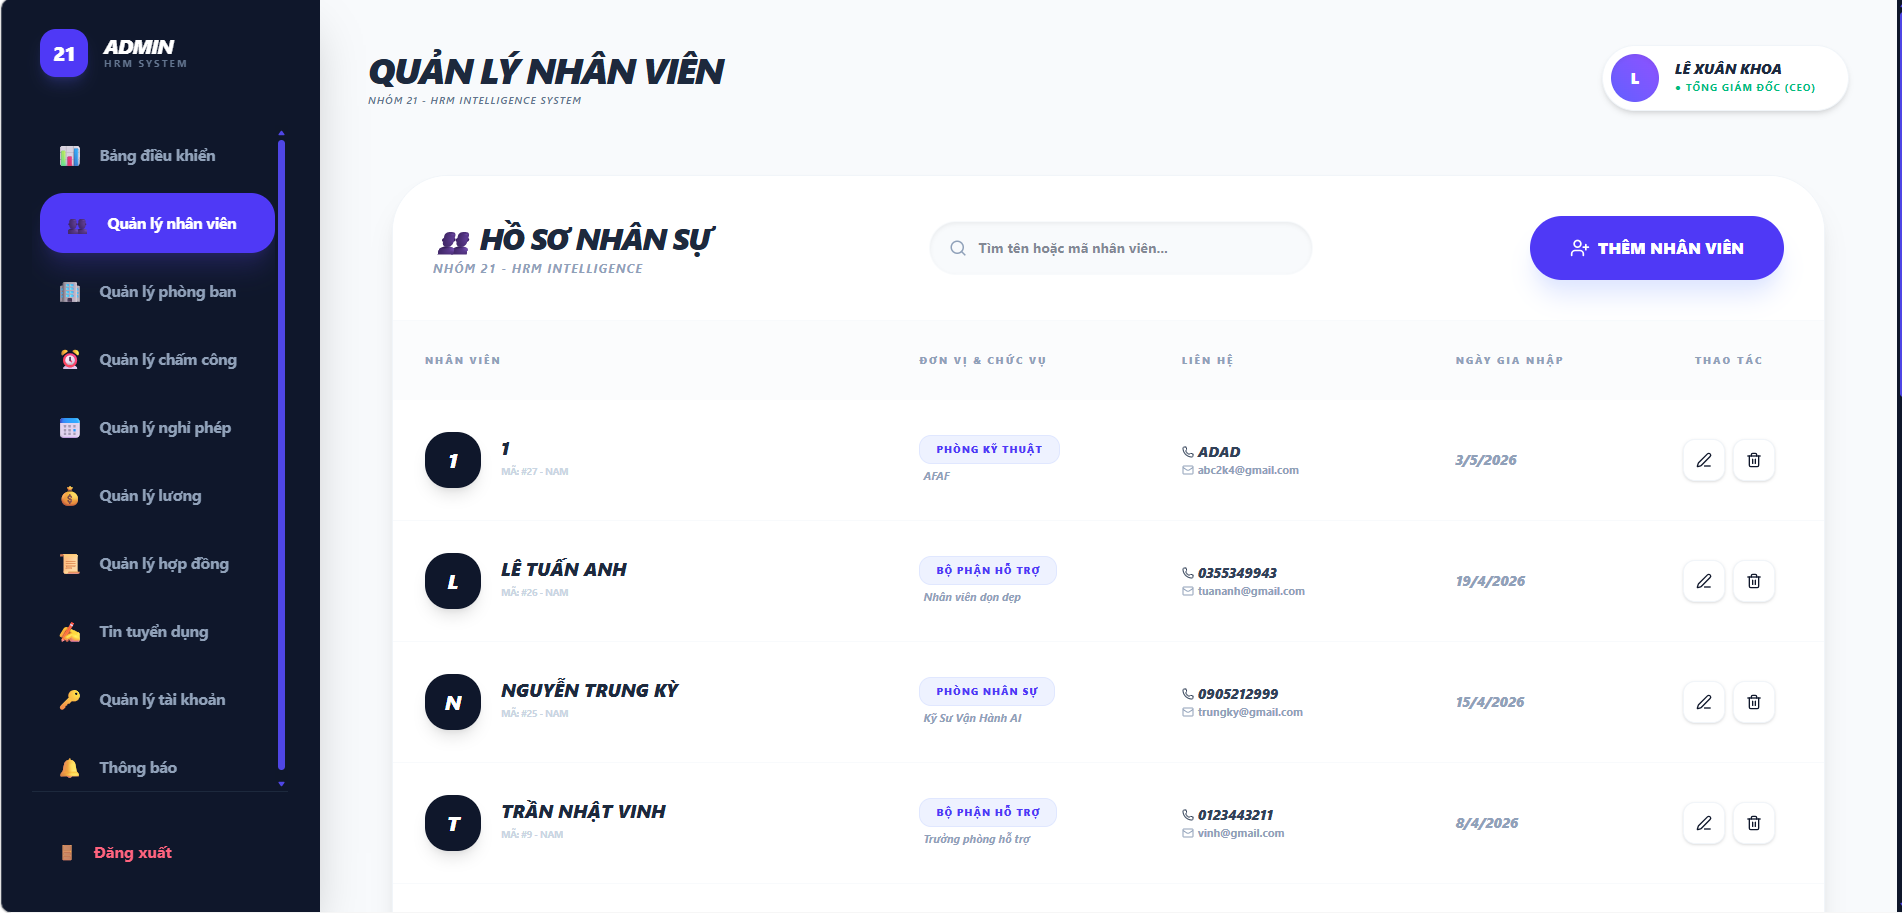 21
ADMIN
HRM SYSTEM
Bảng điều khiển
Quản lý nhân viên
Quản lý phòng ban
Quản lý chấm công
Quản lý nghỉ phép
Quản lý lương
Quản lý hợp đồng
Tin tuyển dụng
Quản lý tài khoản
Thông báo
Đăng xuất
QUẢN LÝ NHÂN VIÊN
NHÓM 21 - HRM INTELLIGENCE SYSTEM
L
LÊ XUÂN KHOA
• TỔNG GIÁM ĐỐC (CEO)
HỒ SƠ NHÂN SỰ
NHÓM 21 - HRM INTELLIGENCE
Tìm tên hoặc mã nhân viên...
THÊM NHÂN VIÊN
NHÂN VIÊN ĐƠN VỊ & CHỨC VỤ LIÊN HỆ NGÀY GIA NHẬP THAO TÁC
1
1
MÃ: #27 - NAM
PHÒNG KỸ THUẬT
AFAF
ADAD
abc2k4@gmail.com
3/5/2026
L
LÊ TUẤN ANH
MÃ: #26 - NAM
BỘ PHẬN HỖ TRỢ
Nhân viên dọn dẹp
0355349943
tuananh@gmail.com
19/4/2026
N
NGUYỄN TRUNG KỲ
MÃ: #25 - NAM
PHÒNG NHÂN SỰ
Kỹ Sư Vận Hành AI
0905212999
trungky@gmail.com
15/4/2026
T
TRẦN NHẬT VINH
MÃ: #9 - NAM
BỘ PHẬN HỖ TRỢ
Trưởng phòng hỗ trợ
0123443211
vinh@gmail.com
8/4/2026